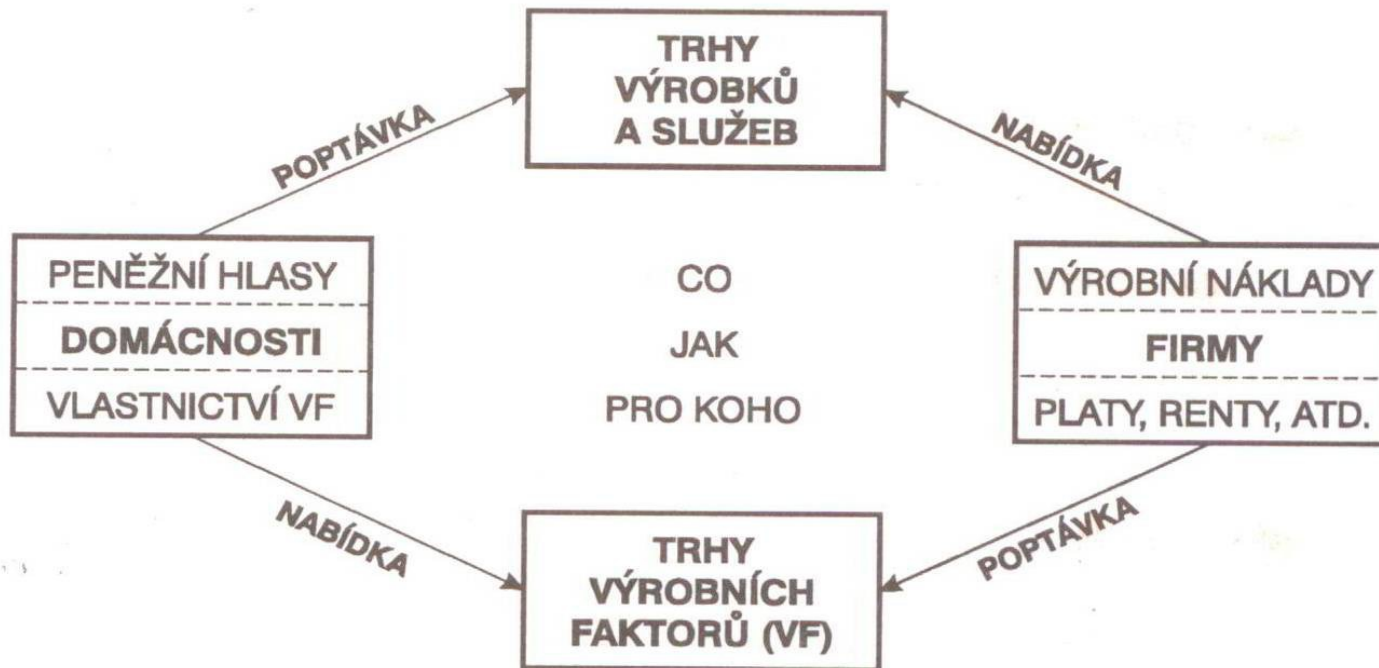 TRHY
VÝROBKŮ
A SLUŽEB
POPTÁVKA
NABÍDKA
PENĚŽNÍ HLASY
DOMÁCNOSTI
VLASTNICTVÍ VF
CO
JAK
PRO KOHO
VÝROBNÍ NÁKLADY
FIRMY
PLATY, RENTY, ATD.
NABÍDKA
POPTÁVKA
TRHY
VÝROBNÍCH
FAKTORŮ (VF)